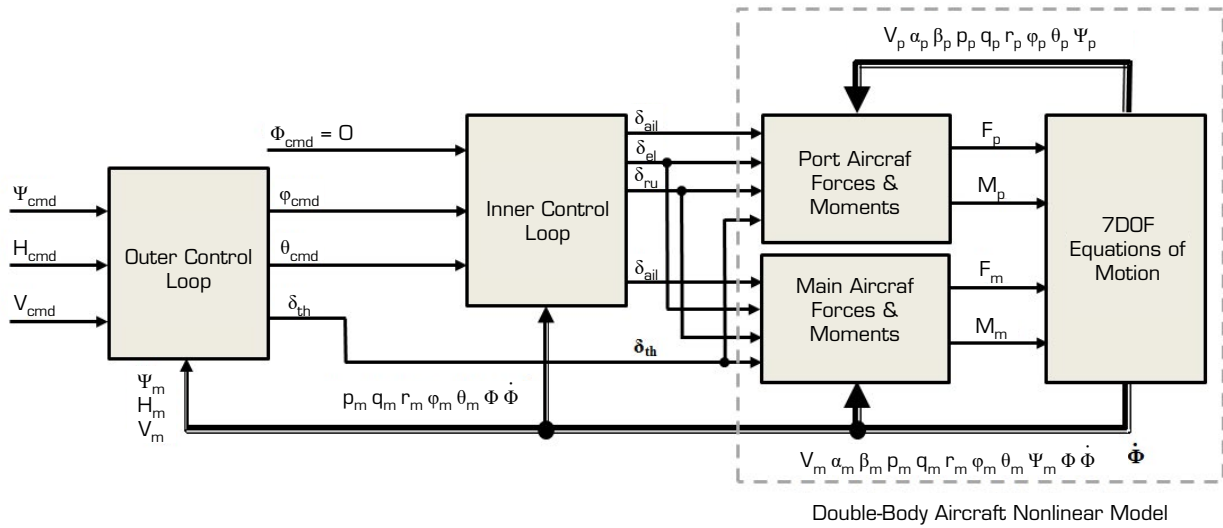 V_p α_p β_p p_p q_p r_p φ_p θ_p Ψ_p
Φ_cmd = 0
Ψ_cmd
H_cmd
V_cmd
Outer Control
Loop
φ_cmd
θ_cmd
δ_th
Inner Control
Loop
δ_ail
δ_el
δ_ru
δ_ail
δ_th
Port Aircraf
Forces &
Moments
Main Aircraf
Forces &
Moments
F_p
M_p
F_m
M_m
7DOF
Equations of
Motion
Ψ_m
H_m
V_m
p_m q_m r_m φ_m θ_m Φ Φ̇
V_m α_m β_m p_m q_m r_m φ_m θ_m Ψ_m Φ Φ̇
Φ̇
Double-Body Aircraft Nonlinear Model